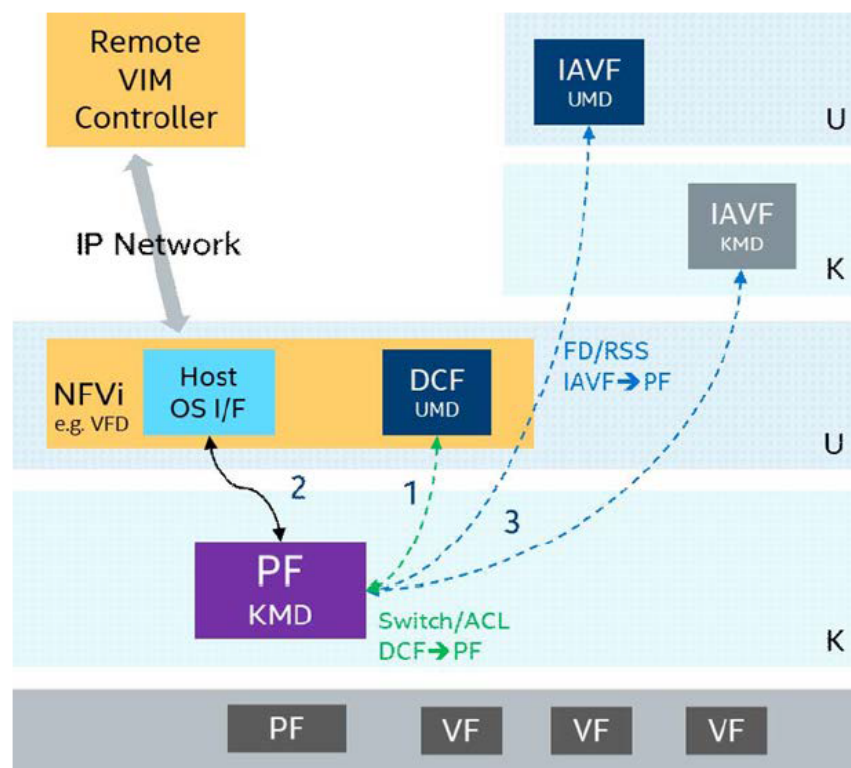 Remote
VIM
Controller
IAVF
UMD
U
IAVF
KMD
K
IP Network
NFVi
e.g. VFD
Host
OS I/F
DCF
UMD
FD/RSS
IAVF➔PF
U
2
1
3
PF
KMD
Switch/ACL
DCF➔PF
K
PF
VF
VF
VF